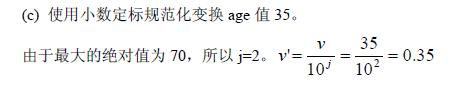 (c) 使用小数定标规范化变换 age 值 35。
由于最大的绝对值为 70，所以 j=2。v'= v/10^j = 35/10^2 = 0.35